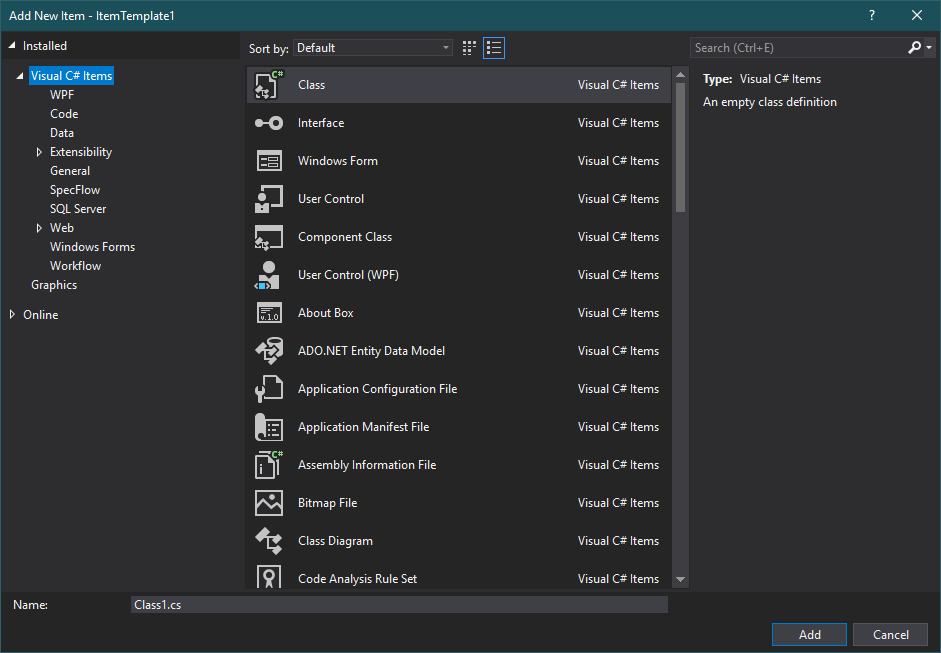 Add New Item - ItemTemplate1
?
Installed
Sort by: Default
Search (Ctrl+E)
Visual C# Items
WPF
Code
Data
Extensibility
General
SpecFlow
SQL Server
Web
Windows Forms
Workflow
Graphics
Online
C# Class Visual C# Items
Interface Visual C# Items
Windows Form Visual C# Items
User Control Visual C# Items
Component Class Visual C# Items
User Control (WPF) Visual C# Items
v.1.0 About Box Visual C# Items
ADO.NET Entity Data Model Visual C# Items
Application Configuration File Visual C# Items
Application Manifest File Visual C# Items
C# Assembly Information File Visual C# Items
Bitmap File Visual C# Items
Class Diagram Visual C# Items
Code Analysis Rule Set Visual C# Items
Type: Visual C# Items
An empty class definition
Name: Class1.cs
Add Cancel